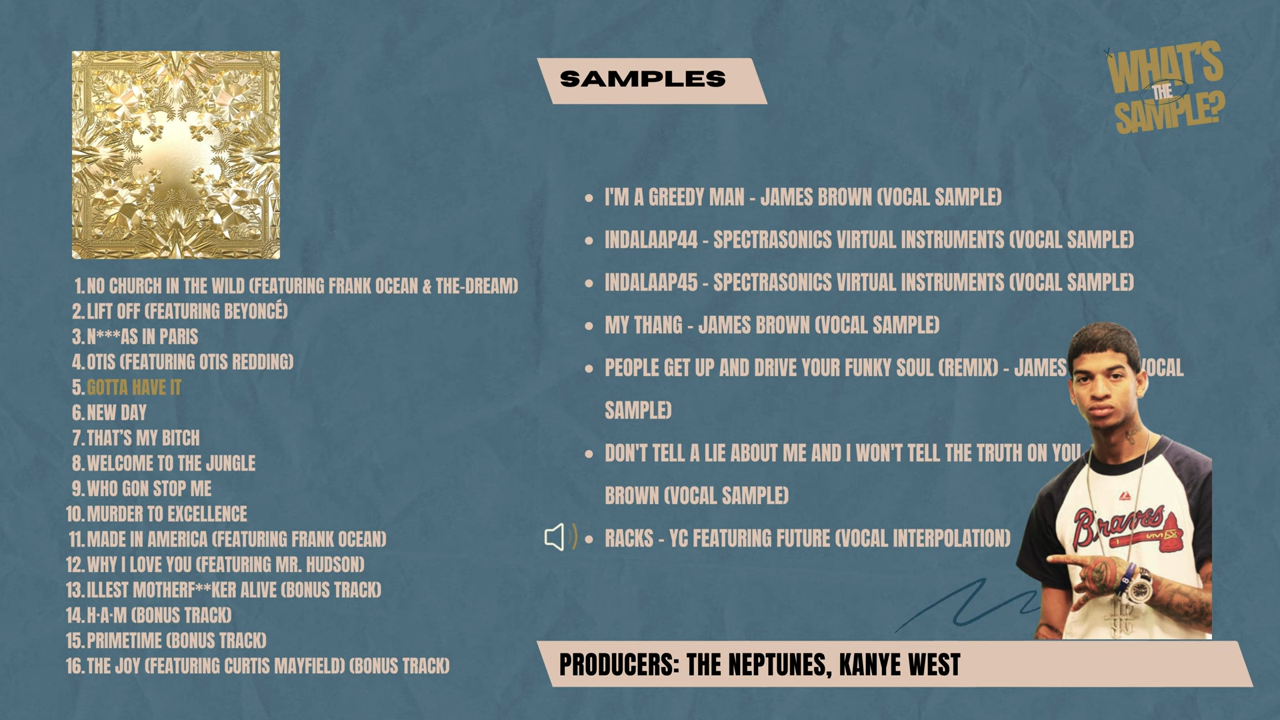 1. NO CHURCH IN THE WILD (FEATURING FRANK OCEAN & THE-DREAM)
2. LIFT OFF (FEATURING BEYONCÉ)
3. N***AS IN PARIS
4. OTIS (FEATURING OTIS REDDING)
5. GOTTA HAVE IT
6. NEW DAY
7. THAT'S MY BITCH
8. WELCOME TO THE JUNGLE
9. WHO GON STOP ME
10. MURDER TO EXCELLENCE
11. MADE IN AMERICA (FEATURING FRANK OCEAN)
12. WHY I LOVE YOU (FEATURING MR. HUDSON)
13. ILLEST MOTHERF**KER ALIVE (BONUS TRACK)
14. H•A•M (BONUS TRACK)
15. PRIMETIME (BONUS TRACK)
16. THE JOY (FEATURING CURTIS MAYFIELD) (BONUS TRACK)
SAMPLES
WHAT'S
THE
SAMPLE?
• I'M A GREEDY MAN - JAMES BROWN (VOCAL SAMPLE)
• INDALAAP44 - SPECTRASONICS VIRTUAL INSTRUMENTS (VOCAL SAMPLE)
• INDALAAP45 - SPECTRASONICS VIRTUAL INSTRUMENTS (VOCAL SAMPLE)
• MY THANG - JAMES BROWN (VOCAL SAMPLE)
• PEOPLE GET UP AND DRIVE YOUR FUNKY SOUL (REMIX) - JAMES OCAL
SAMPLE)
• DON'T TELL A LIE ABOUT ME AND I WON'T TELL THE TRUTH ON YOU
BROWN (VOCAL SAMPLE)
• RACKS - YC FEATURING FUTURE (VOCAL INTERPOLATION)
Braves
PRODUCERS: THE NEPTUNES, KANYE WEST